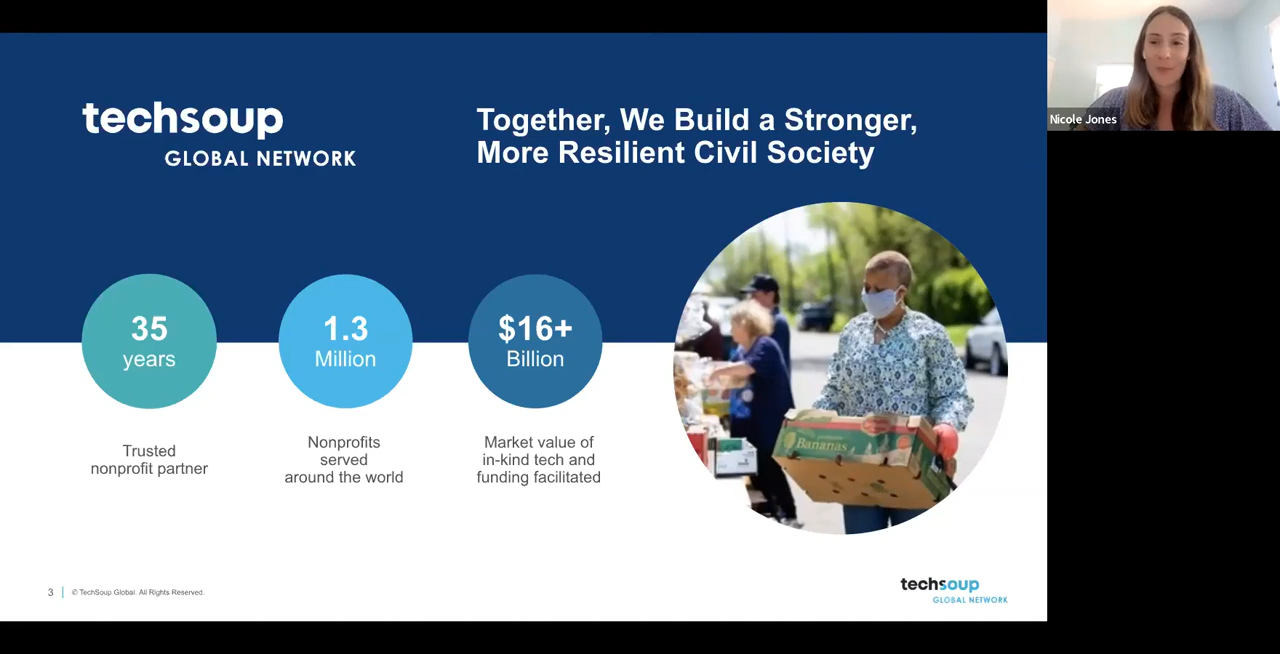 techsoup
GLOBAL NETWORK
Together, We Build a Stronger,
More Resilient Civil Society
35
years
1.3
Million
$16+
Billion
Trusted
nonprofit partner
Nonprofits
served
around the world
Market value of
in-kind tech and
funding facilitated
Bananas
3
© TechSoup Global. All Rights Reserved.
techsoup
GLOBAL NETWORK
Nicole Jones